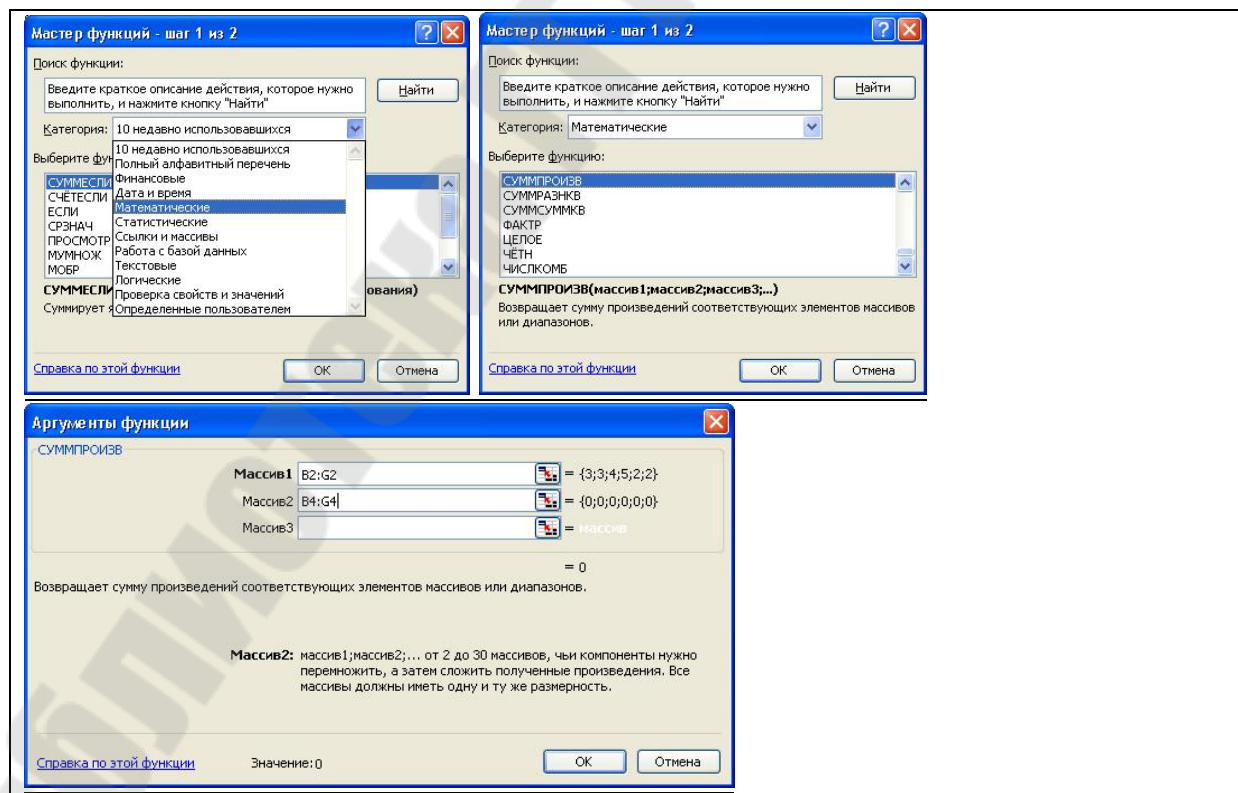 Мастер функций - шаг 1 из 2
Поиск функции:
Введите краткое описание действия, которое нужно
выполнить, и нажмите кнопку "Найти"
Найти
Категория: 10 недавно использовавшихся
10 недавно использовавшихся
Полный алфавитный перечень
Финансовые
Дата и время
Математические
Статистические
Ссылки и массивы
Работа с базой данных
Текстовые
Логические
Проверка свойств и значений
Определенные пользователем
Выберите фун
СУММЕСЛИ
СЧЁТЕСЛИ
ЕСЛИ
СРЗНАЧ
ПРОСМОТР
МУМНОЖ
МОБР
СУММЕСЛИ ования)
Суммирует я
Справка по этой функции
ОК
Отмена
Мастер функций - шаг 1 из 2
Поиск функции:
Введите краткое описание действия, которое нужно
выполнить, и нажмите кнопку "Найти"
Найти
Категория: Математические
Выберите функцию:
СУММПРОИЗВ
СУММРАЗНКВ
СУММСУММКВ
ФАКТР
ЦЕЛОЕ
ЧЁТН
ЧИСЛКОМБ
СУММПРОИЗВ(массив1;массив2;массив3;...)
Возвращает сумму произведений соответствующих элементов массивов
или диапазонов.
Справка по этой функции
ОК
Отмена
Аргументы функции
СУММПРОИЗВ
Массив1 B2:G2 = {3;3;4;5;2;2}
Массив2 B4:G4 = {0;0;0;0;0;0}
Массив3 = массив
= 0
Возвращает сумму произведений соответствующих элементов массивов или диапазонов.
Массив2: массив1;массив2;... от 2 до 30 массивов, чьи компоненты нужно
перемножить, а затем сложить полученные произведения. Все
массивы должны иметь одну и ту же размерность.
Справка по этой функции
Значение:0
ОК
Отмена